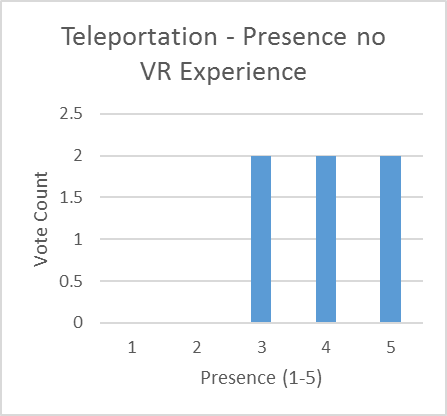 Teleportation - Presence no
VR Experience
2.5
2
1.5
1
0.5
0
Vote Count
1 2 3 4 5
Presence (1-5)